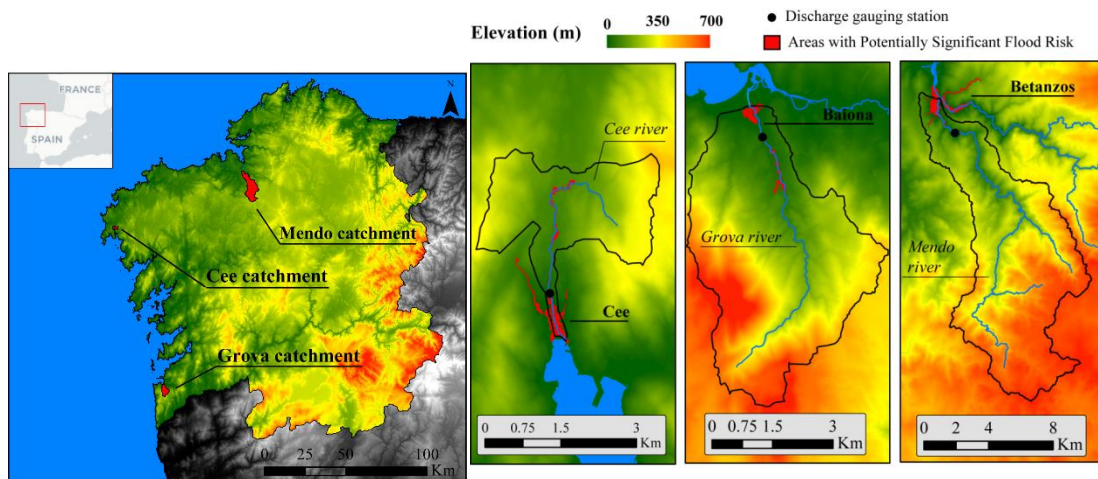 Elevation (m)
0 350 700
Discharge gauging station
Areas with Potentially Significant Flood Risk
FRANCE
SPAIN
N
Mendo catchment
Cee catchment
Grova catchment
0 25 50 100
Km
Cee river
Cee
0 0.75 1.5 3
Km
Baiona
Grova river
0 0.75 1.5 3
Km
Betanzos
Mendo
river
0 2 4 8
Km